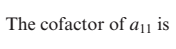 The cofactor of a₁₁ is